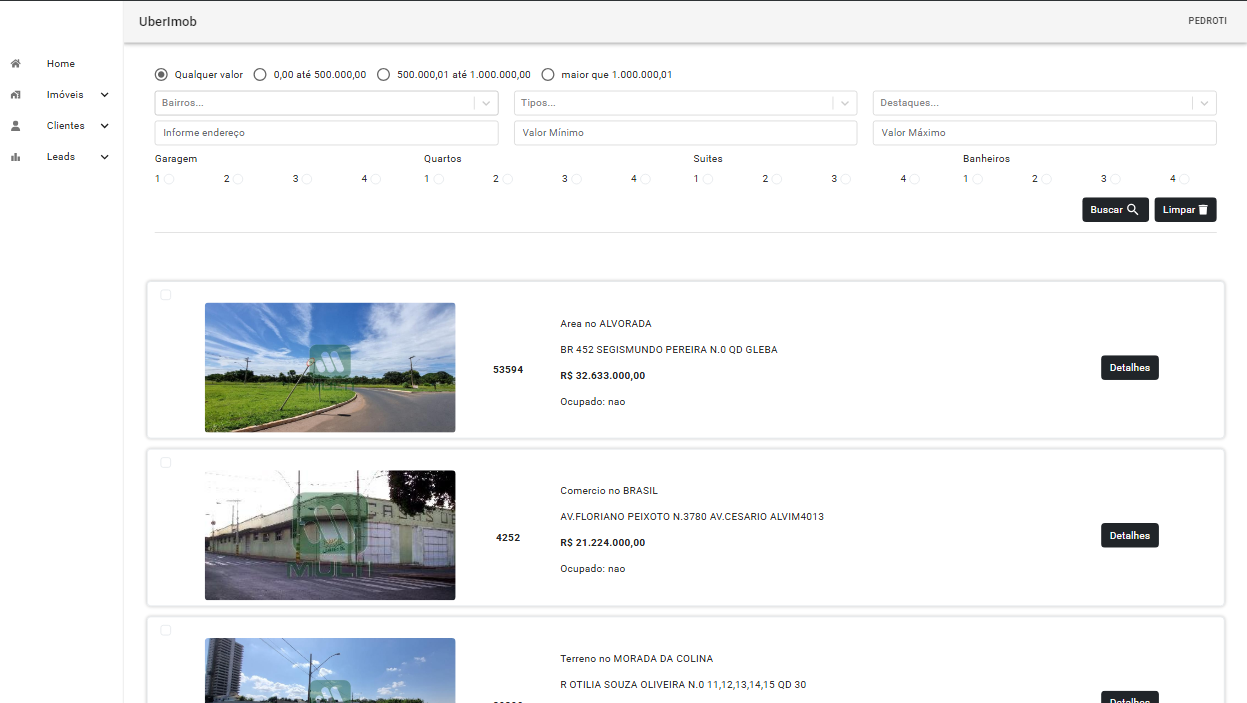 UberImob
PEDROTI
Home
Imóveis
Clientes
Leads
Qualquer valor
0,00 até 500.000,00
500.000,01 até 1.000.000,00
maior que 1.000.000,01
Bairros...
Tipos...
Destaques...
Informe endereço
Valor Mínimo
Valor Máximo
Garagem
Quartos
Suites
Banheiros
1 2 3 4
1 2 3 4
1 2 3 4
1 2 3 4
Buscar
Limpar
MULTI
53594
Area no ALVORADA
BR 452 SEGISMUNDO PEREIRA N.0 QD GLEBA
R$ 32.633.000,00
Ocupado: nao
Detalhes
MULTI
4252
Comercio no BRASIL
AV.FLORIANO PEIXOTO N.3780 AV.CESARIO ALVIM4013
R$ 21.224.000,00
Ocupado: nao
Detalhes
Terreno no MORADA DA COLINA
R OTILIA SOUZA OLIVEIRA N.0 11,12,13,14,15 QD 30
Detalhes